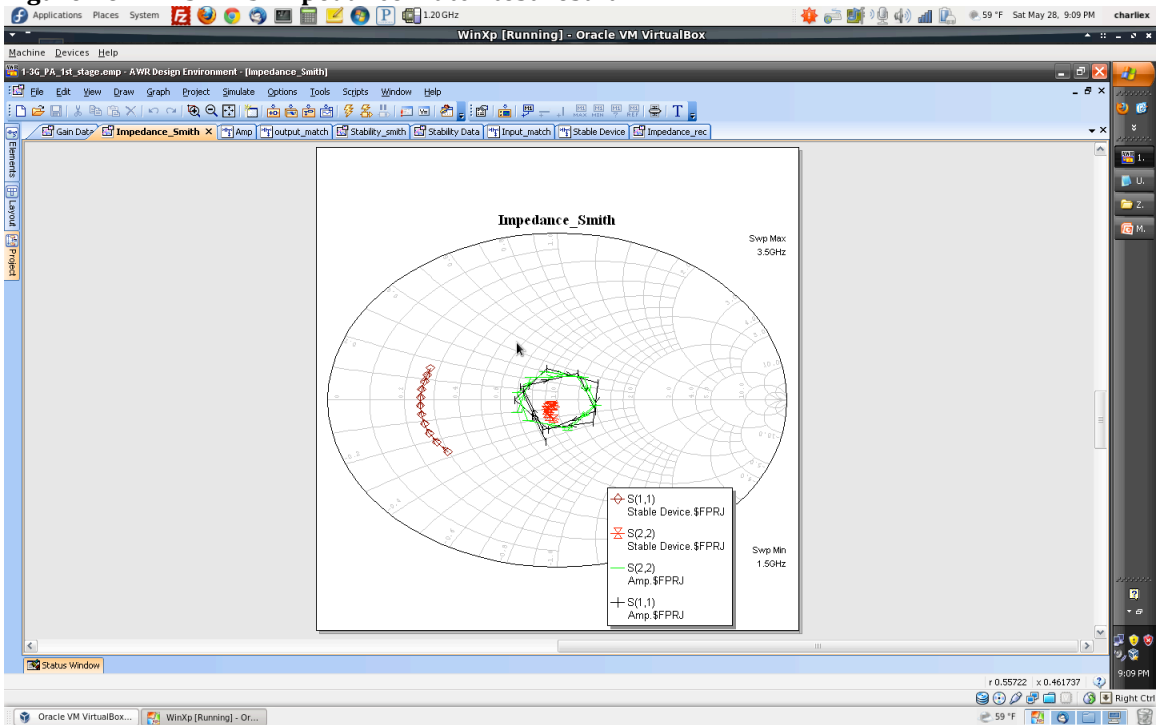 Applications Places System 1.20 GHz 59 °F Sat May 28, 9:09 PM charliex
WinXp [Running] - Oracle VM VirtualBox
Machine Devices Help
1-3G_PA_1st_stage.emp - AWR Design Environment - [Impedance_Smith]
File Edit View Draw Graph Project Simulate Options Tools Scripts Window Help
Gain Data Impedance_Smith Amp output_match Stability_smith Stability Data Input_match Stable Device Impedance_rec
Elements
Layout
Project
1.
U.
Z.
M.
Impedance_Smith
Swp Max
3.5GHz
S(1,1)
Stable Device.$FPRJ
S(2,2)
Stable Device.$FPRJ
S(2,2)
Amp.$FPRJ
S(1,1)
Amp.$FPRJ
Swp Min
1.5GHz
Status Window
r 0.55722 x 0.461737
9:09 PM
Right Ctrl
Oracle VM VirtualBox... WinXp [Running] - Or... 59 °F